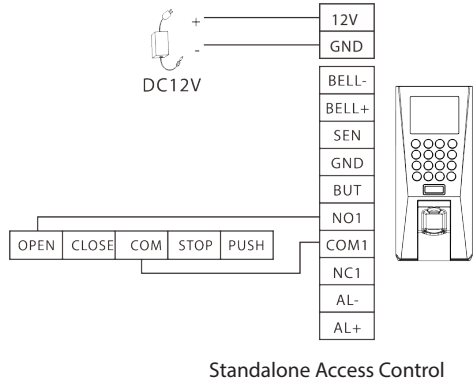 + 12V
- GND
DC12V
BELL-
BELL+
SEN
GND
BUT
NO1
OPEN CLOSE COM STOP PUSH COM1
NC1
AL-
AL+
Standalone Access Control